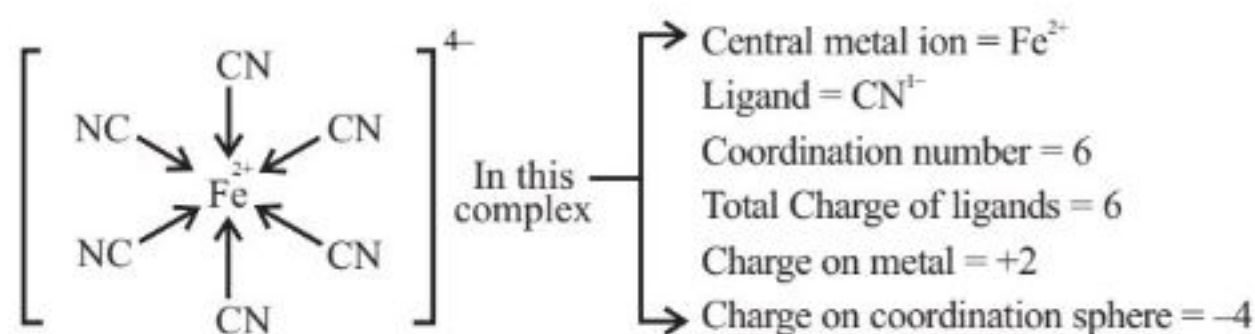 CN
4–
NC
CN
Fe²⁺
NC
CN
CN
In this
complex
Central metal ion = Fe²⁺
Ligand = CN¹⁻
Coordination number = 6
Total Charge of ligands = 6
Charge on metal = +2
Charge on coordination sphere = –4